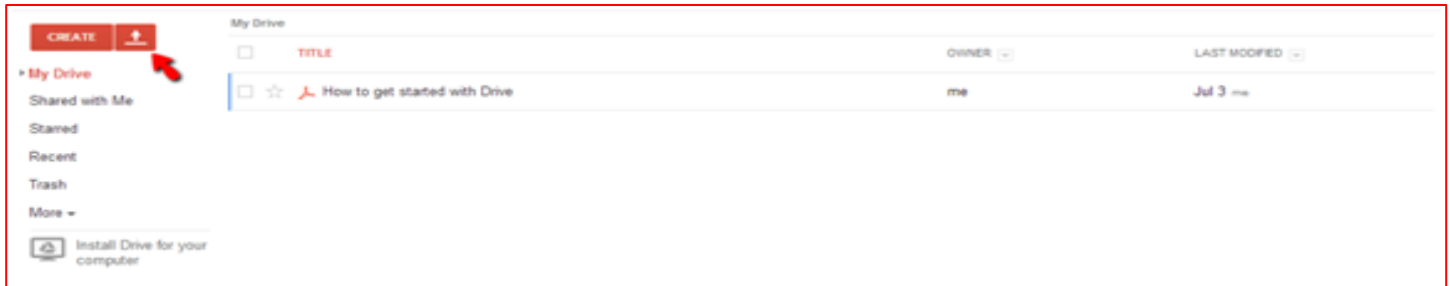 CREATE
My Drive
Shared with Me
Starred
Recent
Trash
More
Install Drive for your
computer
My Drive
TITLE OWNER LAST MODIFIED
How to get started with Drive me Jul 3 me